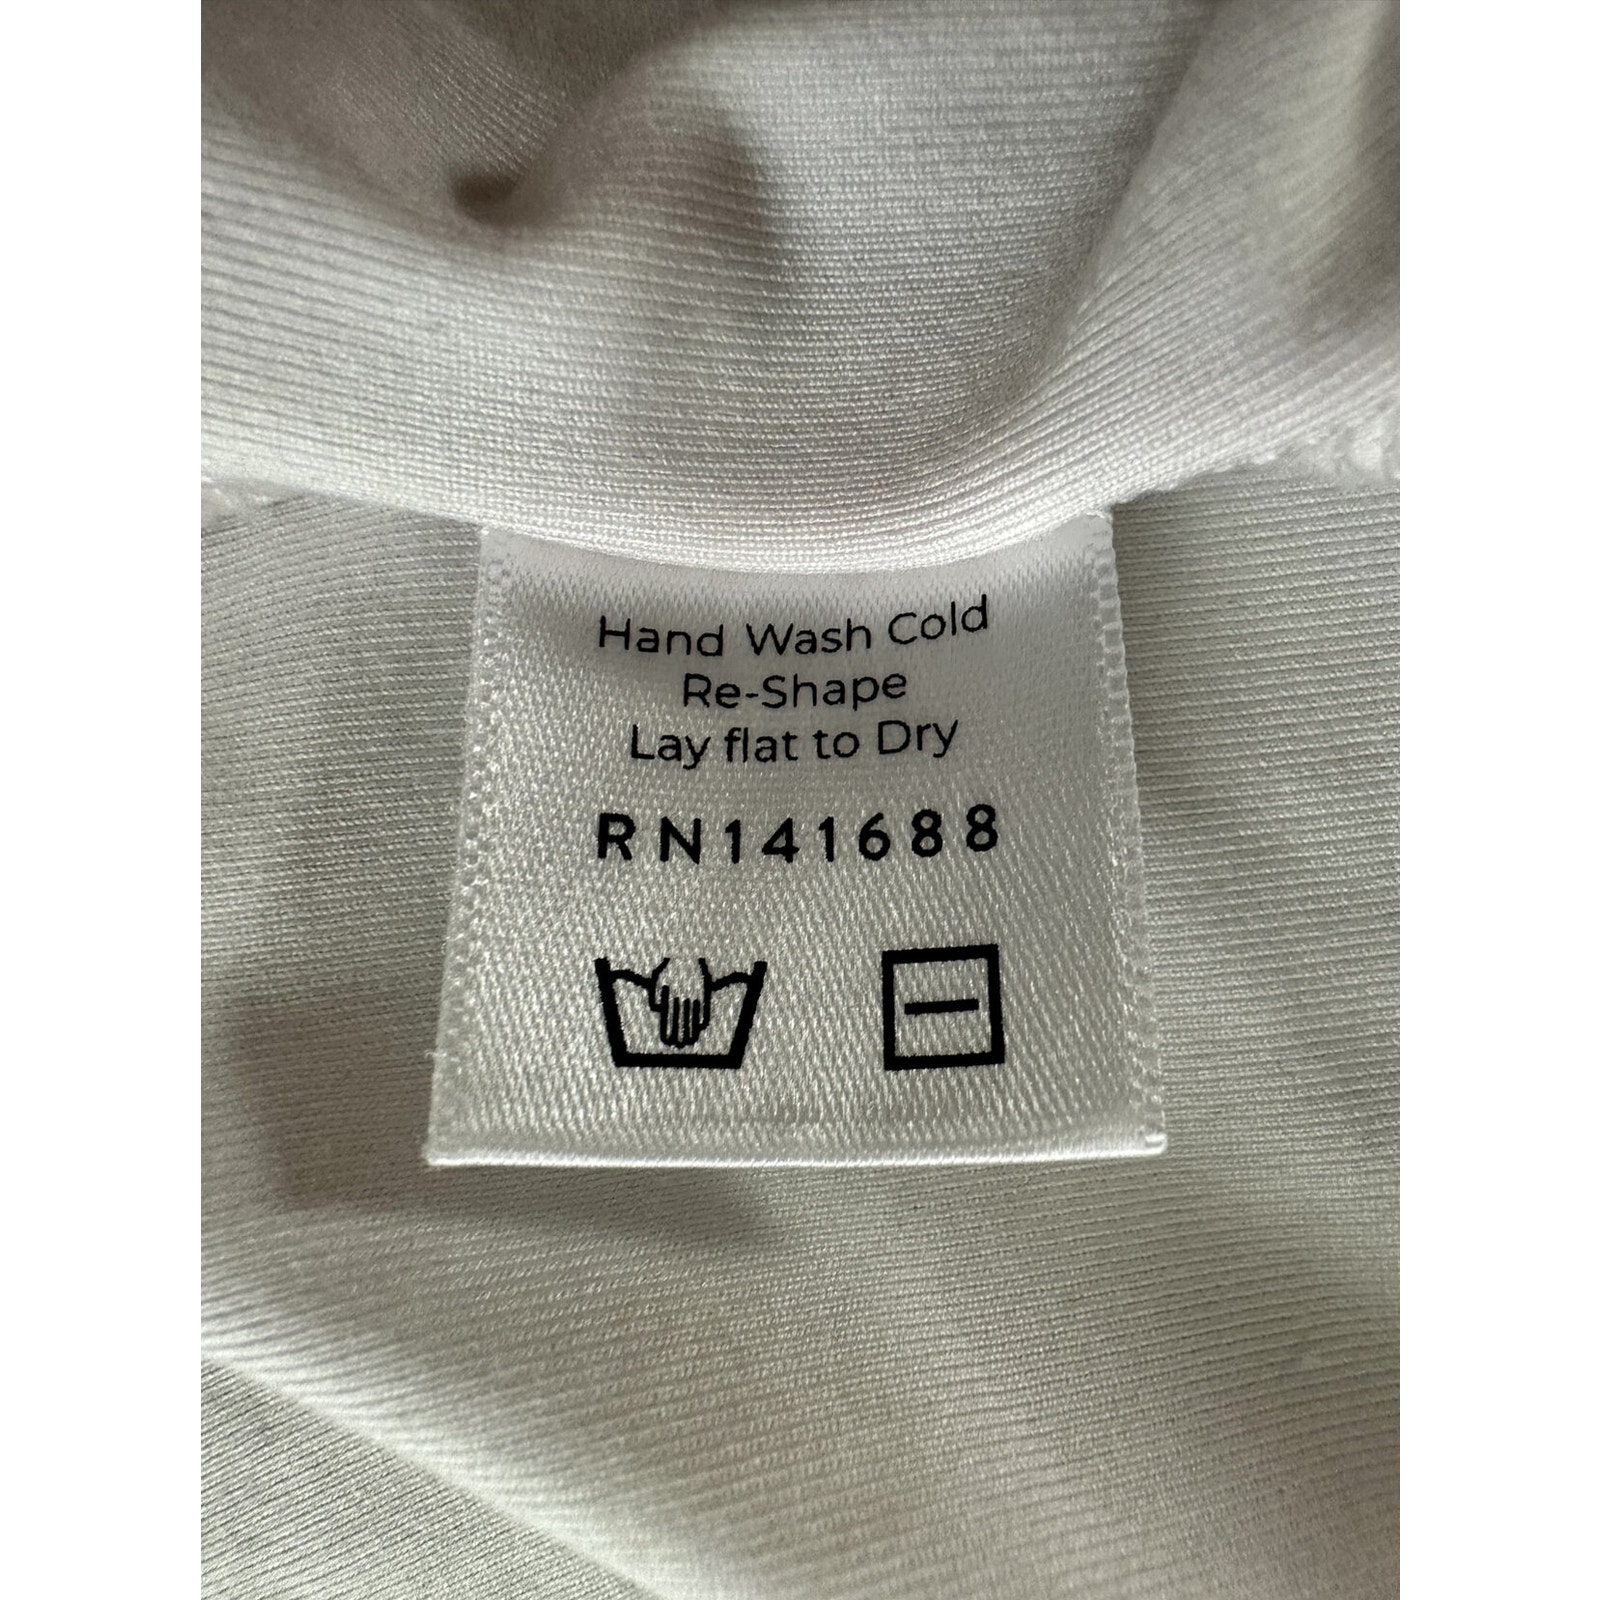 Hand Wash Cold
Re-Shape
Lay flat to Dry
RN141688